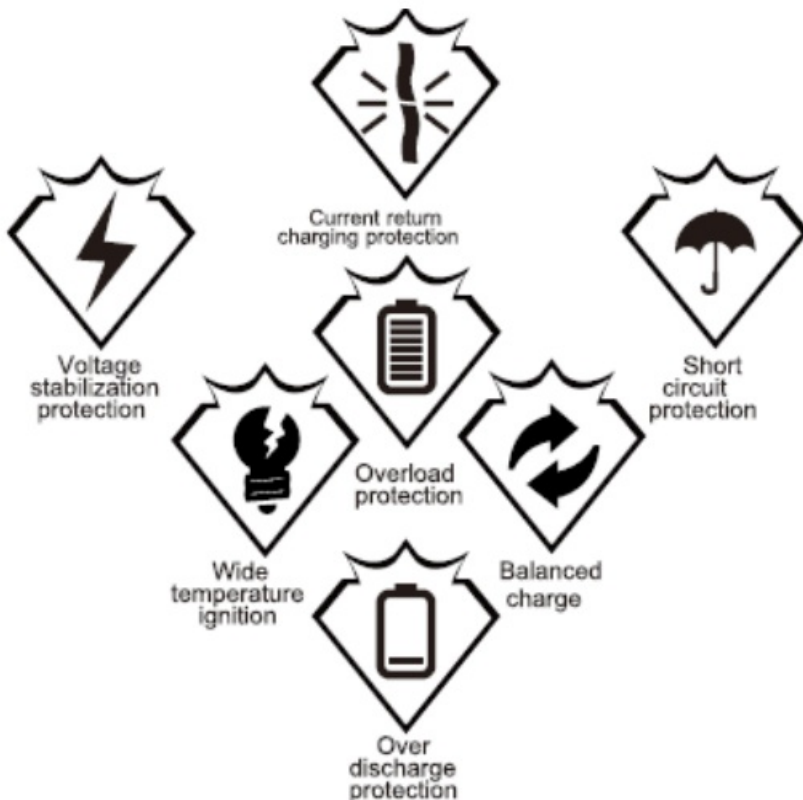 Current return
charging protection
Voltage
stabilization
protection
Short
circuit
protection
Overload
protection
Wide
temperature
ignition
Balanced
charge
Over
discharge
protection